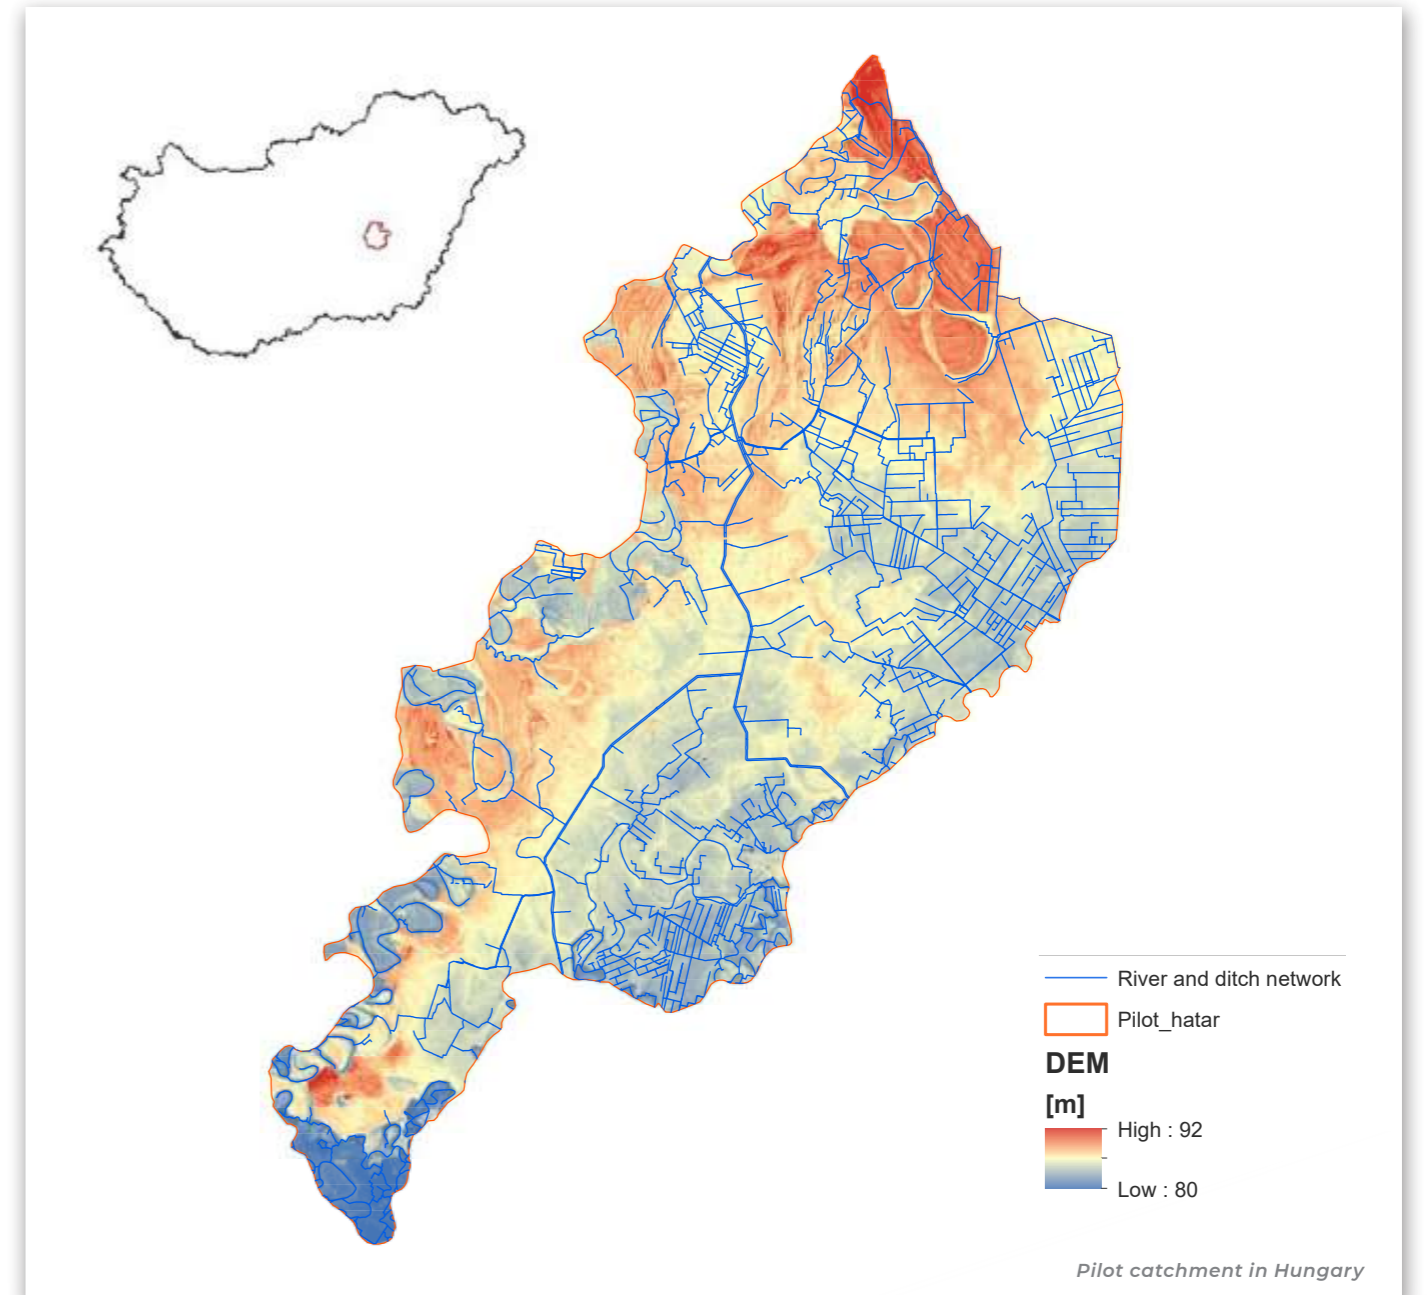 River and ditch network
Pilot_hatar
DEM
[m]
High : 92
Low : 80
Pilot catchment in Hungary